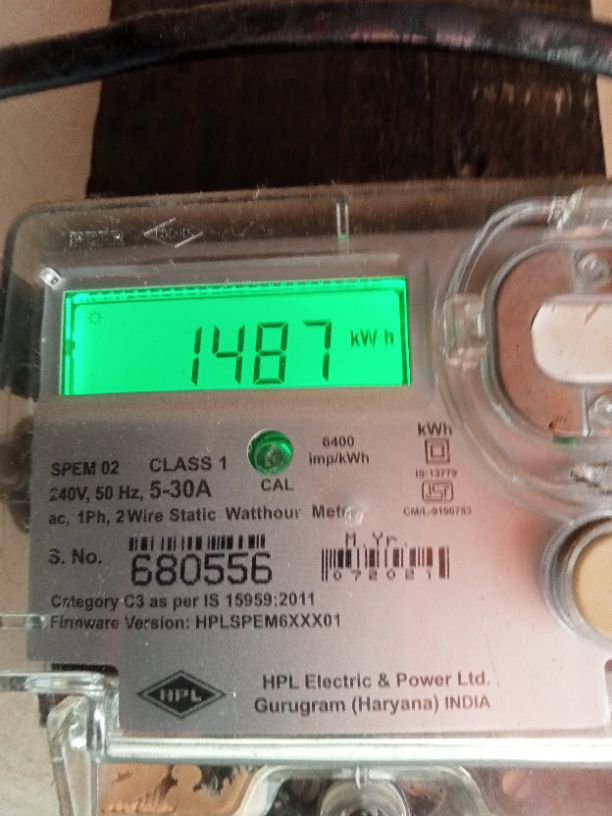 1487 kWh
6400
imp/kWh
kWh
SPEM 02 CLASS 1
CAL
IS-13779
240V, 50 Hz, 5-30A
ac, 1Ph, 2 Wire Static Watthour Meter
S. No. 680556
M. Yr.
072021
Category C3 as per IS 15959:2011
Firmware Version: HPLSPEM6XXX01
HPL
HPL Electric & Power Ltd.
Gurugram (Haryana) INDIA